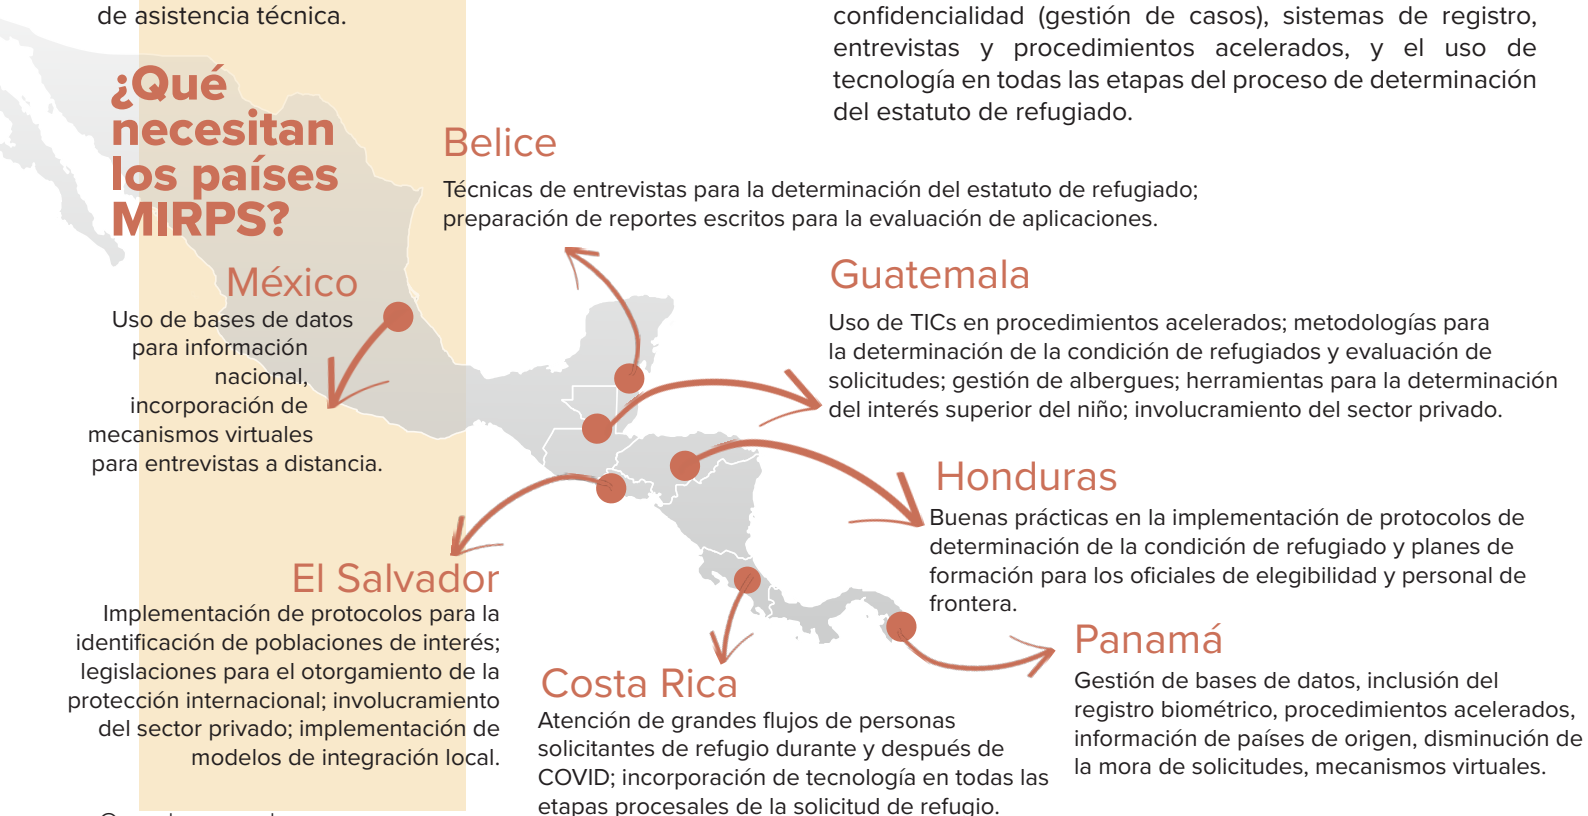 de asistencia técnica.
confidencialidad (gestión de casos), sistemas de registro,
entrevistas y procedimientos acelerados, y el uso de
tecnología en todas las etapas del proceso de determinación
del estatuto de refugiado.
¿Qué
necesitan
los países
MIRPS?
Belice
Técnicas de entrevistas para la determinación del estatuto de refugiado;
preparación de reportes escritos para la evaluación de aplicaciones.
México
Uso de bases de datos
para información
nacional,
incorporación de
mecanismos virtuales
para entrevistas a distancia.
Guatemala
Uso de TICs en procedimientos acelerados; metodologías para
la determinación de la condición de refugiados y evaluación de
solicitudes; gestión de albergues; herramientas para la determinación
del interés superior del niño; involucramiento del sector privado.
Honduras
Buenas prácticas en la implementación de protocolos de
determinación de la condición de refugiado y planes de
formación para los oficiales de elegibilidad y personal de
frontera.
El Salvador
Implementación de protocolos para la
identificación de poblaciones de interés;
legislaciones para el otorgamiento de la
protección internacional; involucramiento
del sector privado; implementación de
modelos de integración local.
Costa Rica
Atención de grandes flujos de personas
solicitantes de refugio durante y después de
COVID; incorporación de tecnología en todas las
etapas procesales de la solicitud de refugio.
Panamá
Gestión de bases de datos, inclusión del
registro biométrico, procedimientos acelerados,
información de países de origen, disminución de
la mora de solicitudes, mecanismos virtuales.